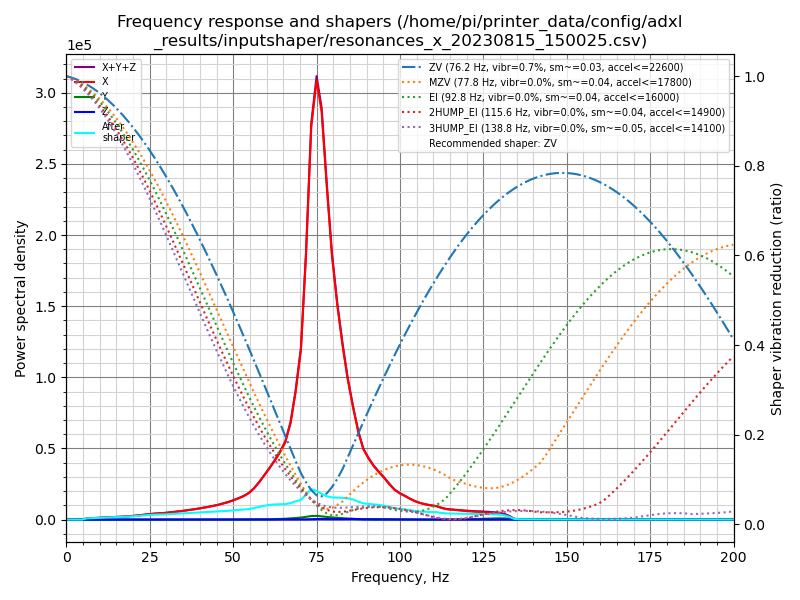 Frequency response and shapers (/home/pi/printer_data/config/adxl
_results/inputshaper/resonances_x_20230815_150025.csv)
1e5
X+Y+Z
X
Y
Z
After
shaper
ZV (76.2 Hz, vibr=0.7%, sm~=0.03, accel<=22600)
MZV (77.8 Hz, vibr=0.0%, sm~=0.04, accel<=17800)
EI (92.8 Hz, vibr=0.0%, sm~=0.04, accel<=16000)
2HUMP_EI (115.6 Hz, vibr=0.0%, sm~=0.04, accel<=14900)
3HUMP_EI (138.8 Hz, vibr=0.0%, sm~=0.05, accel<=14100)
Recommended shaper: ZV
Power spectral density
3.0
2.5
2.0
1.5
1.0
0.5
0.0
1.0
0.8
0.6
0.4
0.2
0.0
Shaper vibration reduction (ratio)
0 25 50 75 100 125 150 175 200
Frequency, Hz